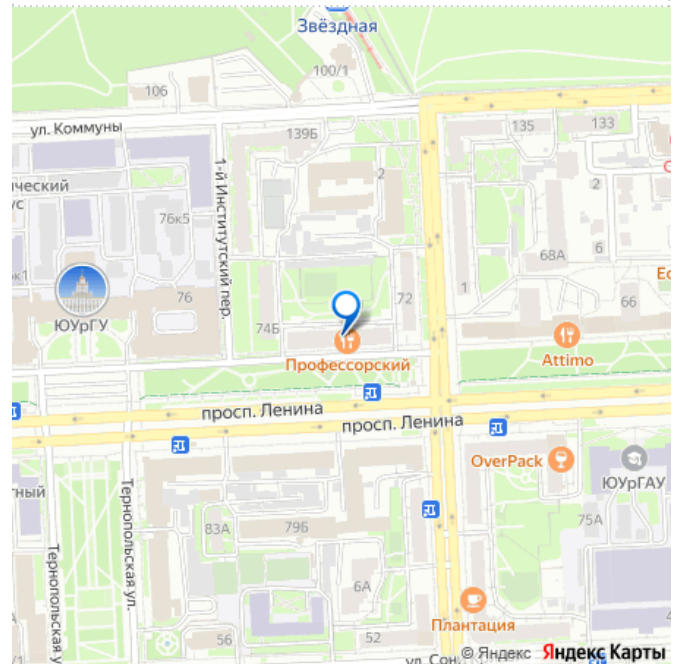 Звёздная
100/1
106
ул. Коммуны
139Б
135
133
1-й Институтский пер.
2
2
76к5
68А
6
1
76
74Б
72
66
ЮУрГУ
Профессорский
Attimo
просп. Ленина
просп. Ленина
OverPack
ЮУрГАУ
75А
83А
79Б
Тернопольская ул.
6А
Плантация
56
52
© Яндекс Яндекс Карты